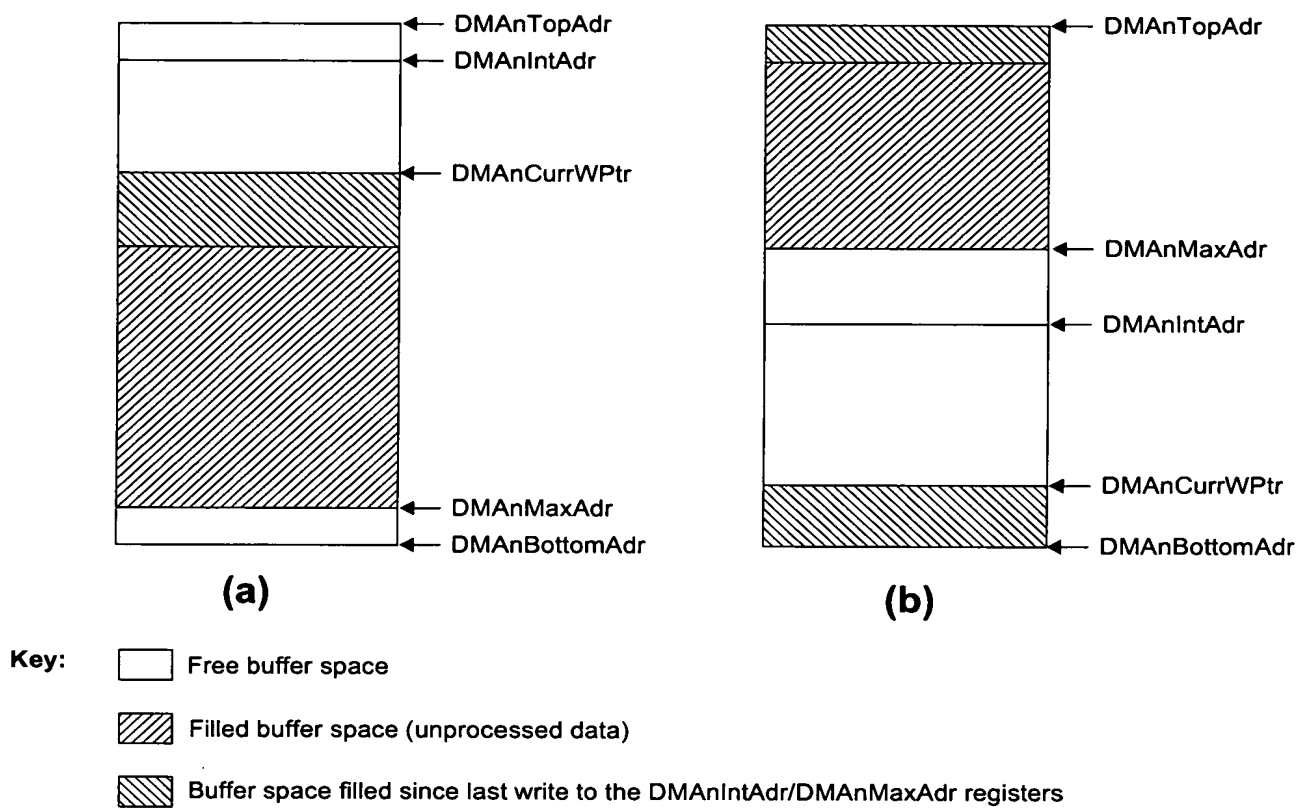 DMAnTopAdr
DMAnIntAdr
DMAnCurrWPtr
DMAnMaxAdr
DMAnBottomAdr
(a)
DMAnTopAdr
DMAnMaxAdr
DMAnIntAdr
DMAnCurrWPtr
DMAnBottomAdr
(b)
Key:
Free buffer space
Filled buffer space (unprocessed data)
Buffer space filled since last write to the DMAnIntAdr/DMAnMaxAdr registers